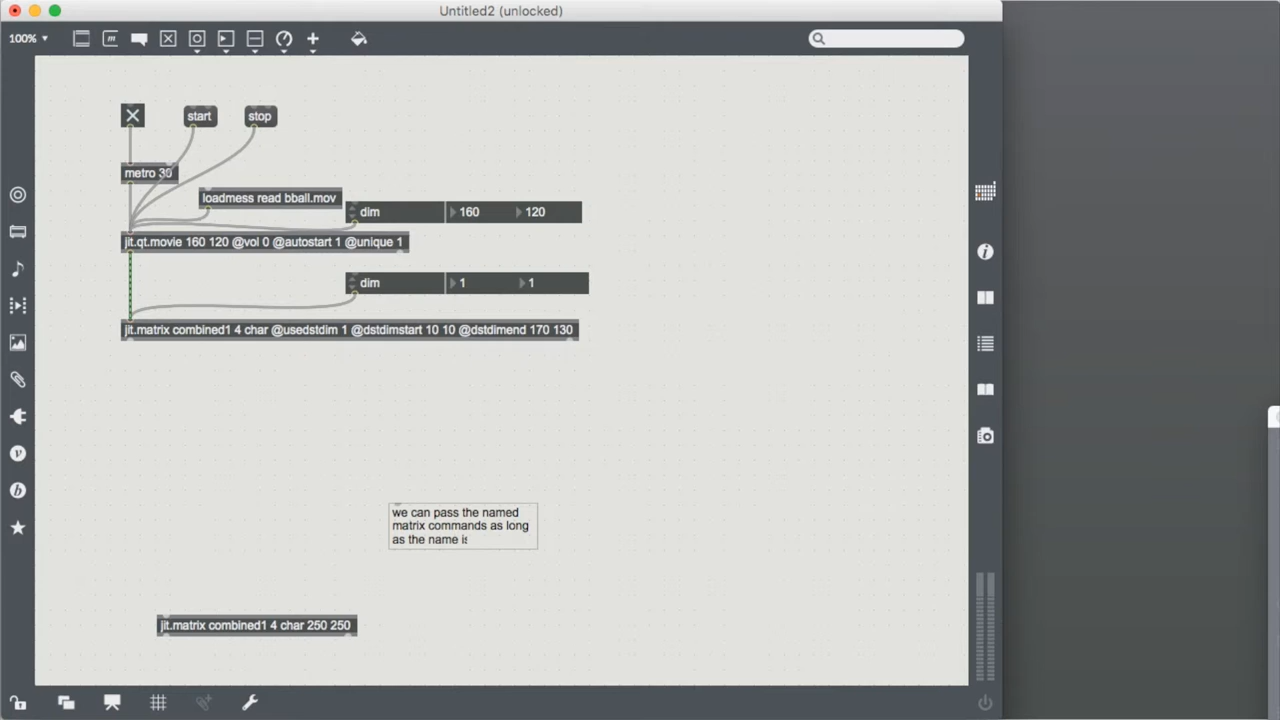 Untitled2 (unlocked)
100%
start
stop
metro 30
loadmess read bball.mov
dim 160 120
jit.qt.movie 160 120 @vol 0 @autostart 1 @unique 1
dim 1 1
jit.matrix combined1 4 char @usedstdim 1 @dstdimstart 10 10 @dstdimend 170 130
we can pass the named
matrix commands as long
as the name is
jit.matrix combined1 4 char 250 250